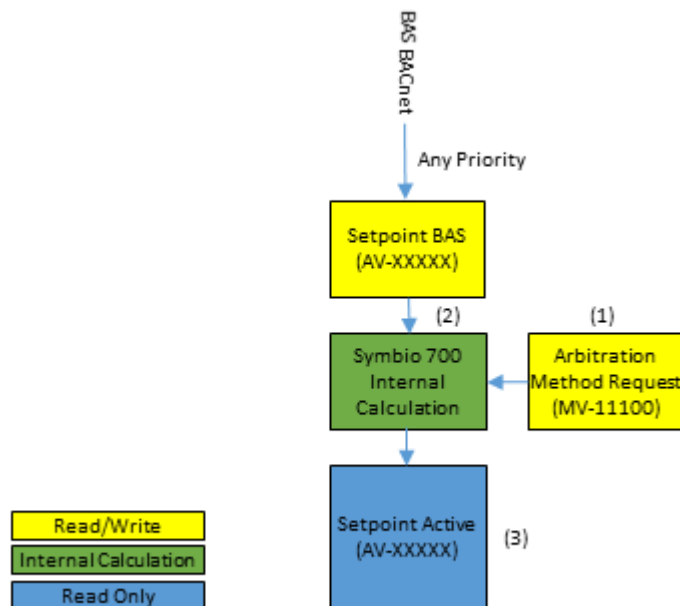 BAS BACnet
Any Priority
Setpoint BAS
(AV-XXXXX)
(2)
(1)
Symbio 700
Internal
Calculation
Arbitration
Method Request
(MV-11100)
Setpoint Active
(AV-XXXXX)
(3)
Read/Write
Internal Calculation
Read Only